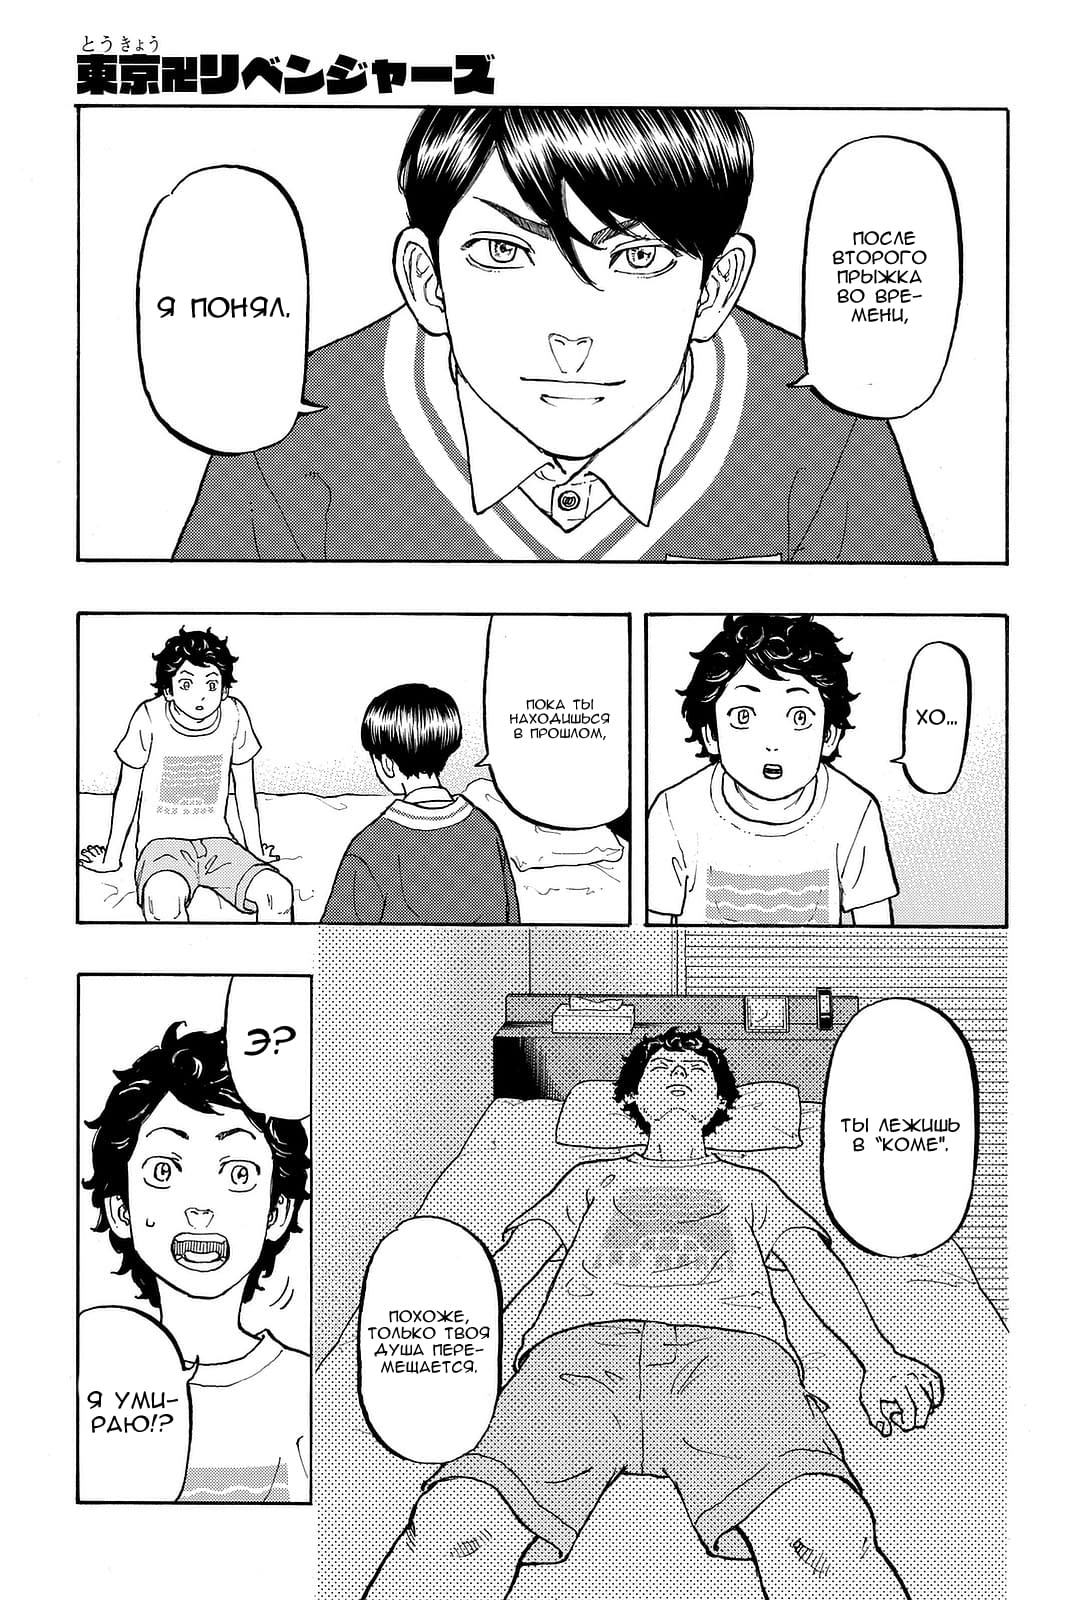 とうきょう
東京卍リベンジャーズ
ПОСЛЕ
ВТОРОГО
ПРЫЖКА
ВО ВРЕ-
МЕНИ,
Я ПОНЯЛ.
ХО...
ПОКА ТЫ
НАХОДИШЬСЯ
В ПРОШЛОМ,
ТЫ ЛЕЖИШЬ
В "КОМЕ".
ПОХОЖЕ,
ТОЛЬКО ТВОЯ
ДУША ПЕРЕ-
МЕЩАЕТСЯ.
Э?
Я УМИ-
РАЮ!?